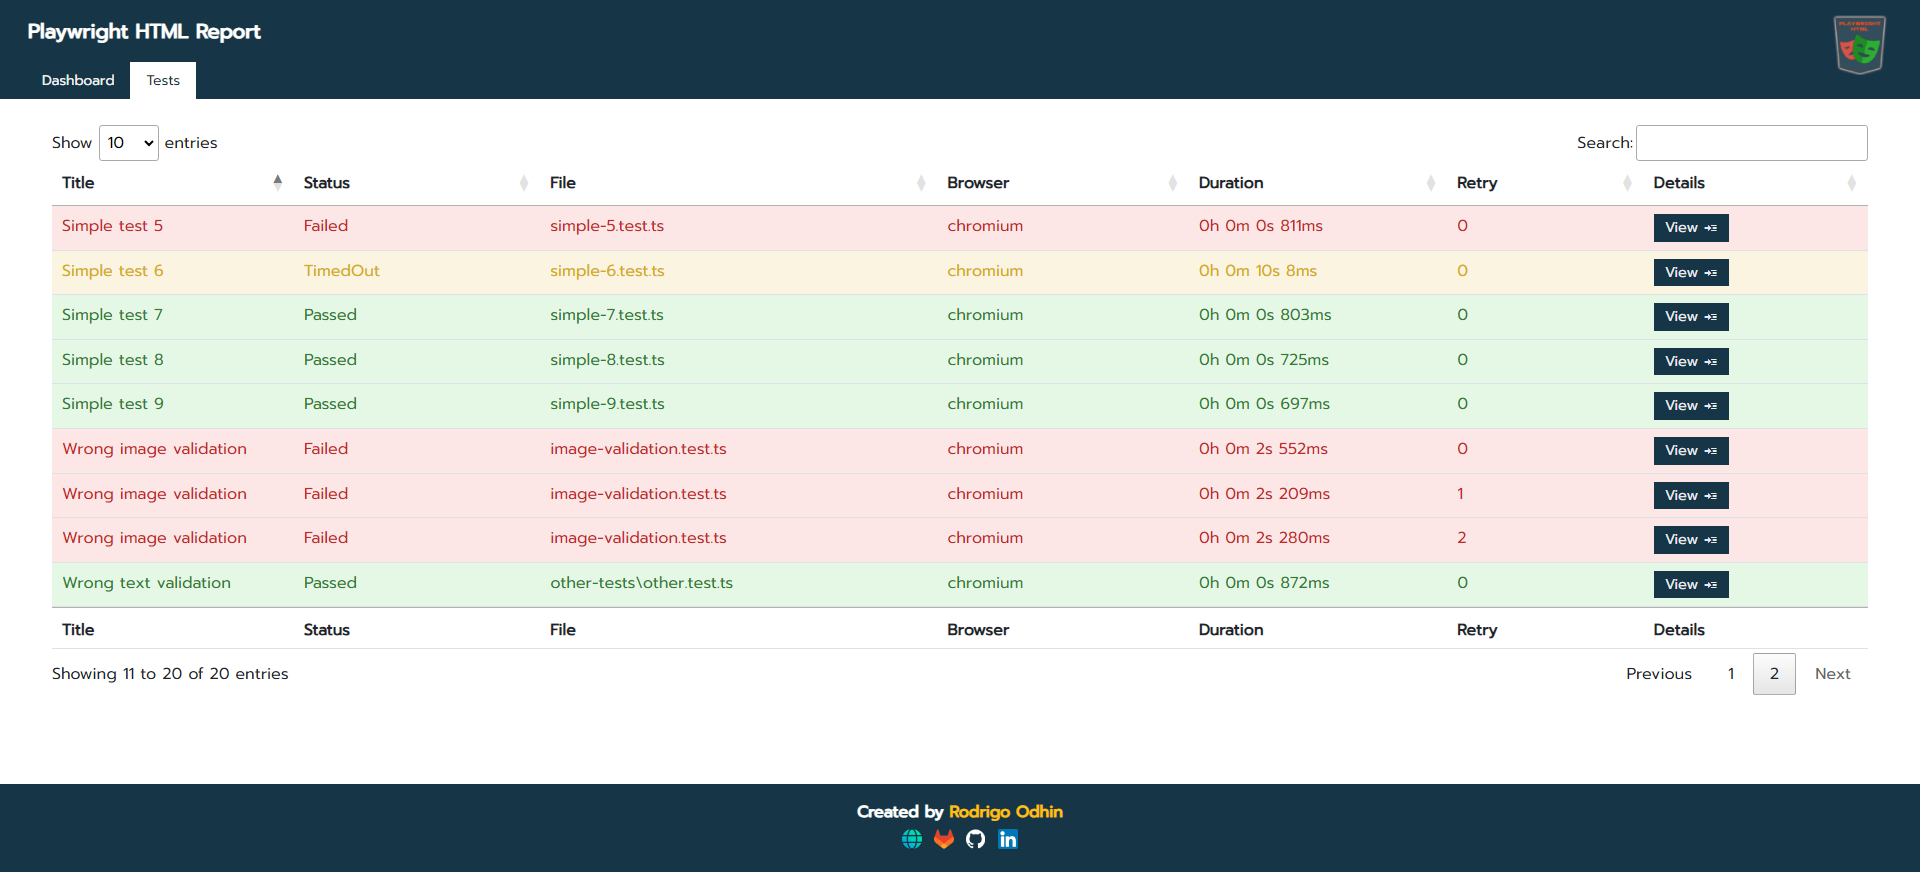 Playwright HTML Report
PLAYWRIGHT
HTML
Dashboard Tests
Show 10 entries Search:
Title Status File Browser Duration Retry Details
Simple test 5 Failed simple-5.test.ts chromium 0h 0m 0s 811ms 0 View
Simple test 6 TimedOut simple-6.test.ts chromium 0h 0m 10s 8ms 0 View
Simple test 7 Passed simple-7.test.ts chromium 0h 0m 0s 803ms 0 View
Simple test 8 Passed simple-8.test.ts chromium 0h 0m 0s 725ms 0 View
Simple test 9 Passed simple-9.test.ts chromium 0h 0m 0s 697ms 0 View
Wrong image validation Failed image-validation.test.ts chromium 0h 0m 2s 552ms 0 View
Wrong image validation Failed image-validation.test.ts chromium 0h 0m 2s 209ms 1 View
Wrong image validation Failed image-validation.test.ts chromium 0h 0m 2s 280ms 2 View
Wrong text validation Passed other-tests\other.test.ts chromium 0h 0m 0s 872ms 0 View
Title Status File Browser Duration Retry Details
Showing 11 to 20 of 20 entries Previous 1 2 Next
Created by Rodrigo Odhin
in